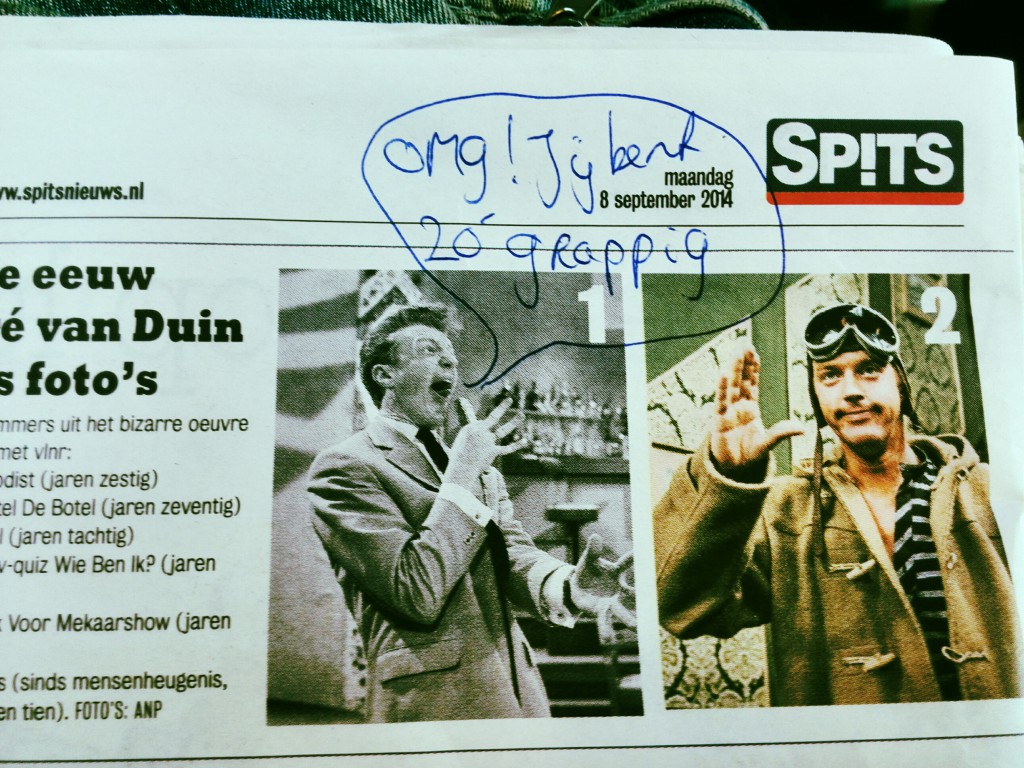 OMG! Jij bent
zó grappig
maandag
8 september 2014
SP!TS
www.spitsnieuws.nl
e eeuw
é van Duin
s foto's
mmers uit het bizarre oeuvre
met vlnr:
odist (jaren zestig)
tel De Botel (jaren zeventig)
l (jaren tachtig)
v-quiz Wie Ben Ik? (jaren
k Voor Mekaarshow (jaren
s (sinds mensenheugenis,
en tien). FOTO'S: ANP
1
2